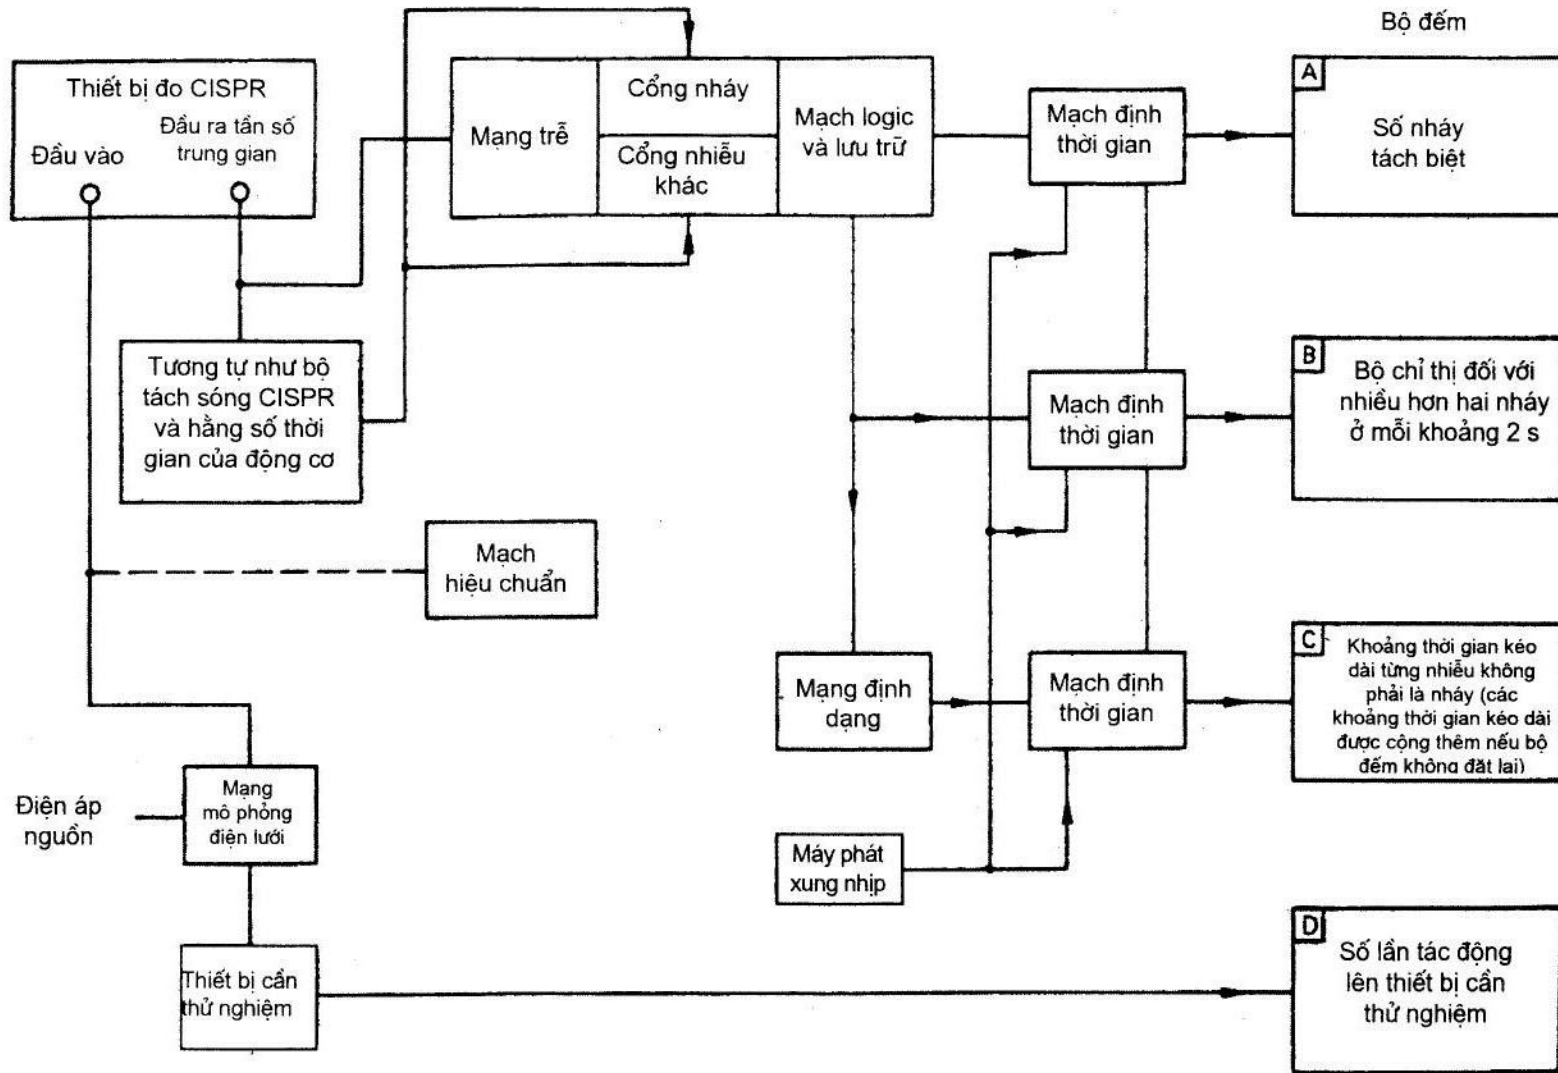 Bộ đếm
Thiết bị đo CISPR
Đầu vào
Đầu ra tần số
trung gian
Mạng trễ
Cổng nháy
Cổng nhiễu
khác
Mạch logic
và lưu trữ
Mạch định
thời gian
A
Số nháy
tách biệt
Tương tự như bộ
tách sóng CISPR
và hằng số thời
gian của động cơ
Mạch định
thời gian
B
Bộ chỉ thị đối với
nhiều hơn hai nháy
ở mỗi khoảng 2 s
Mạch
hiệu chuẩn
Mạng định
dạng
Mạch định
thời gian
C
Khoảng thời gian kéo
dài từng nhiễu không
phải là nháy (các
khoảng thời gian kéo dài
được cộng thêm nếu bộ
đếm không đặt lại)
Điện áp
nguồn
Mạng
mô phỏng
điện lưới
Máy phát
xung nhịp
Thiết bị cần
thử nghiệm
D
Số lần tác động
lên thiết bị cần
thử nghiệm